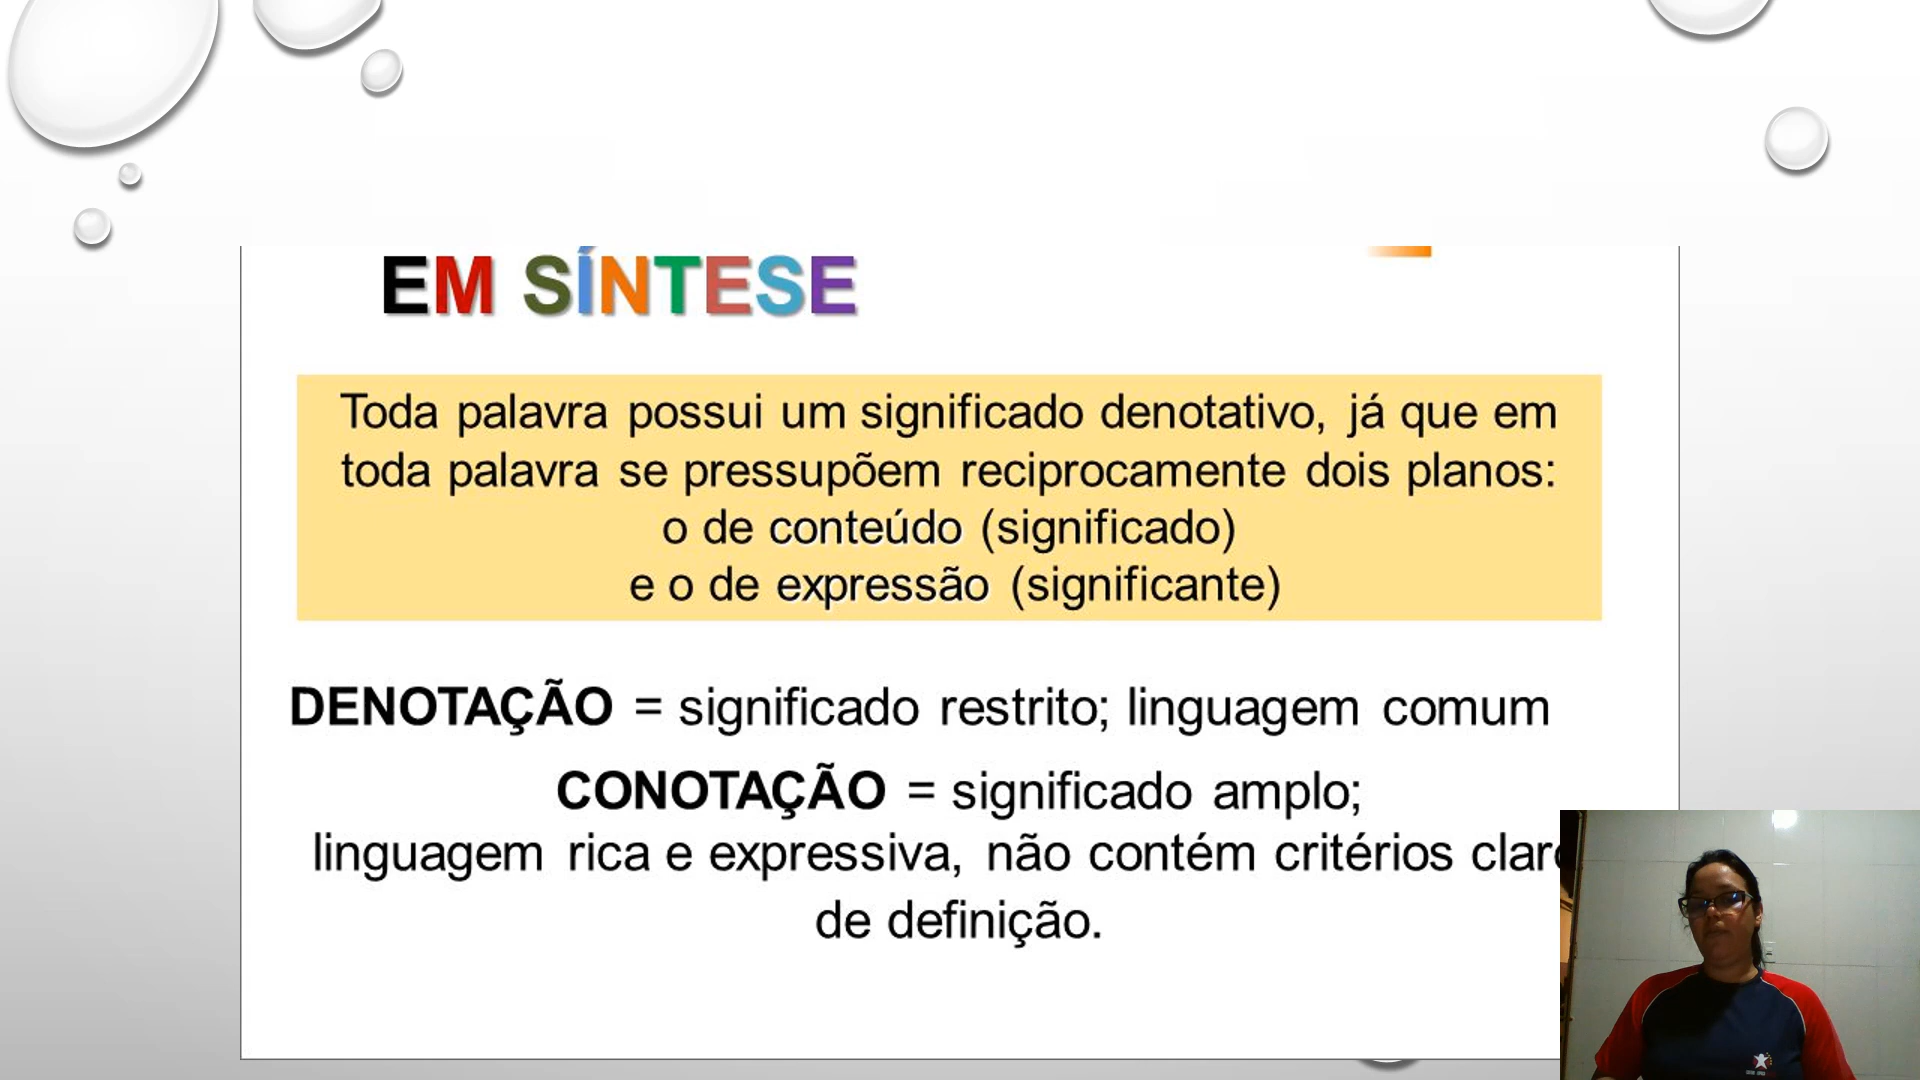 EM SÍNTESE
Toda palavra possui um significado denotativo, já que em
toda palavra se pressupõem reciprocamente dois planos:
o de conteúdo (significado)
e o de expressão (significante)
DENOTAÇÃO = significado restrito; linguagem comum
CONOTAÇÃO = significado amplo;
linguagem rica e expressiva, não contém critérios
de definição.